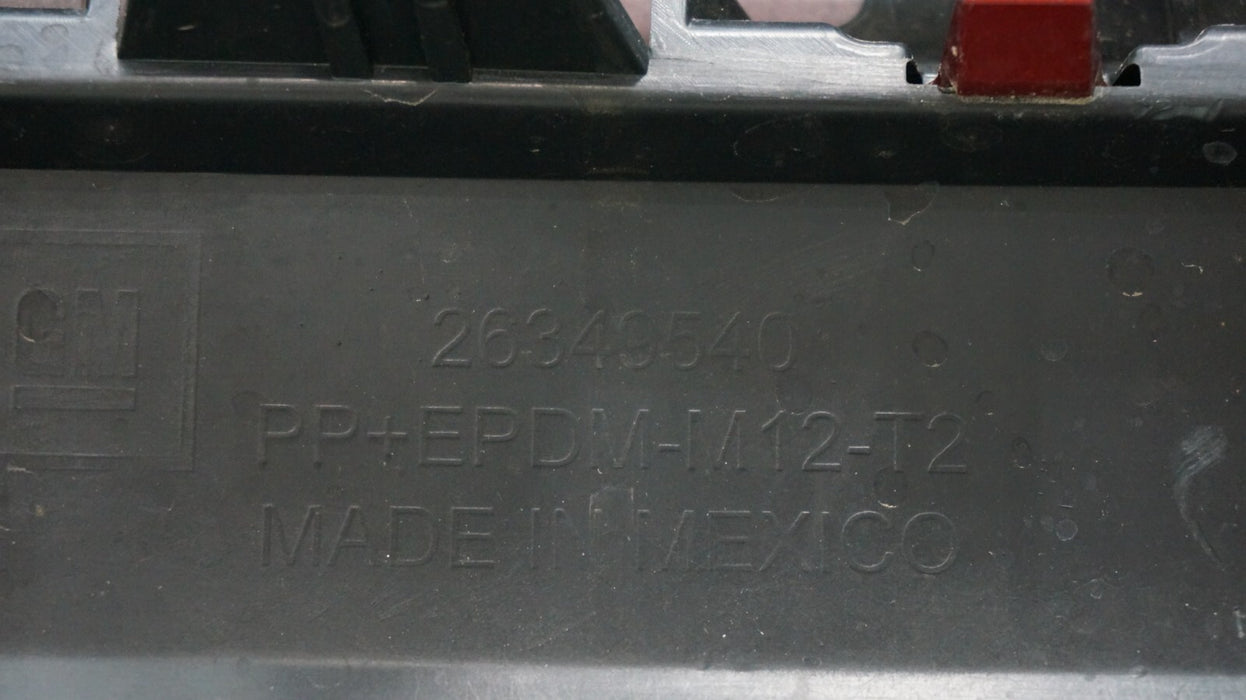 GM
26349540
PP+EPDM-M12-T2
MADE IN MEXICO